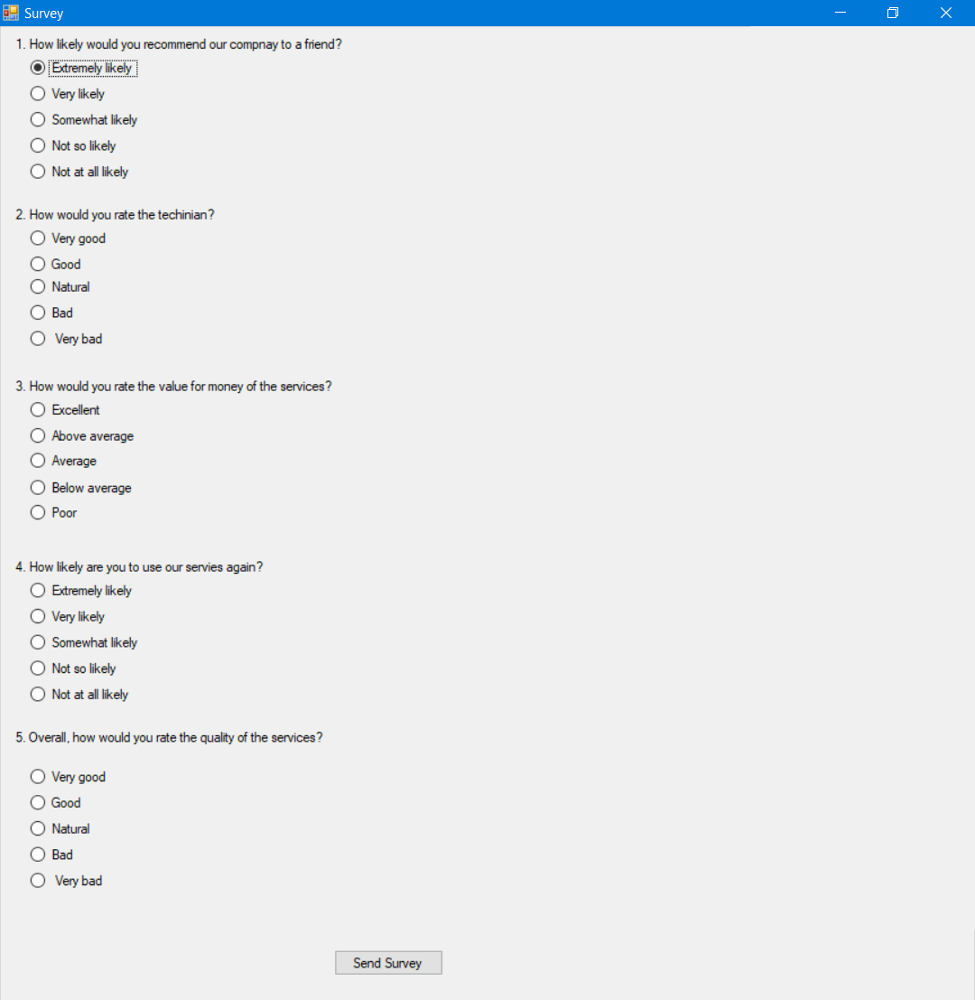 Survey
1. How likely would you recommend our compnay to a friend?
Extremely likely
Very likely
Somewhat likely
Not so likely
Not at all likely
2. How would you rate the techinian?
Very good
Good
Natural
Bad
Very bad
3. How would you rate the value for money of the services?
Excellent
Above average
Average
Below average
Poor
4. How likely are you to use our servies again?
Extremely likely
Very likely
Somewhat likely
Not so likely
Not at all likely
5. Overall, how would you rate the quality of the services?
Very good
Good
Natural
Bad
Very bad
Send Survey